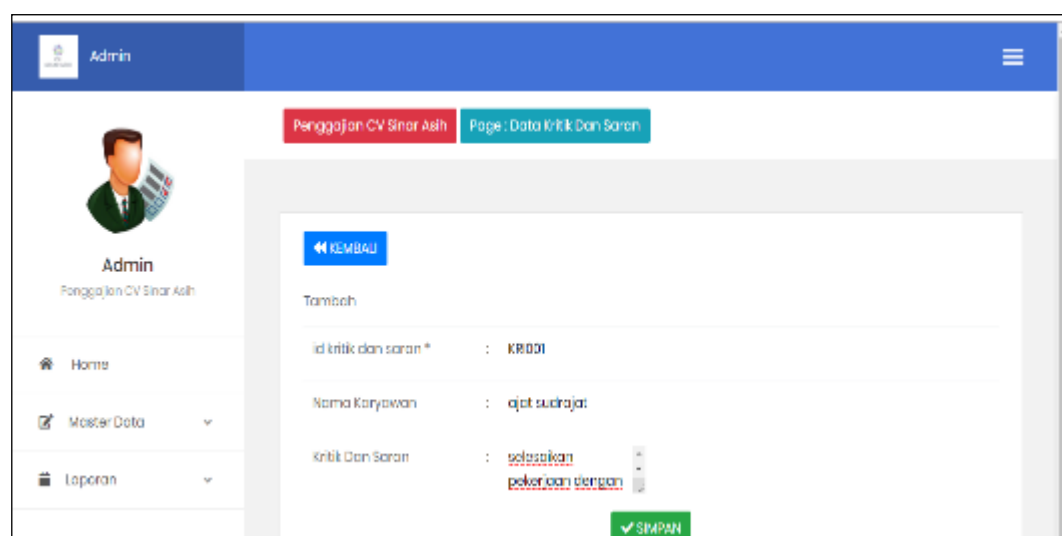 Admin
Penggajian CV Sinar Asih Page : Data Kritik Dan Saran
Admin
Penggajian CV Sinar Asih
Home
Master Data
Laporan
KEMBALI
Tambah
id kritik dan saran * : KRI001
Nama Karyawan : ajat sudrajat
Kritik Dan Saran : selesaikan
pekerjaan dengan
SIMPAN